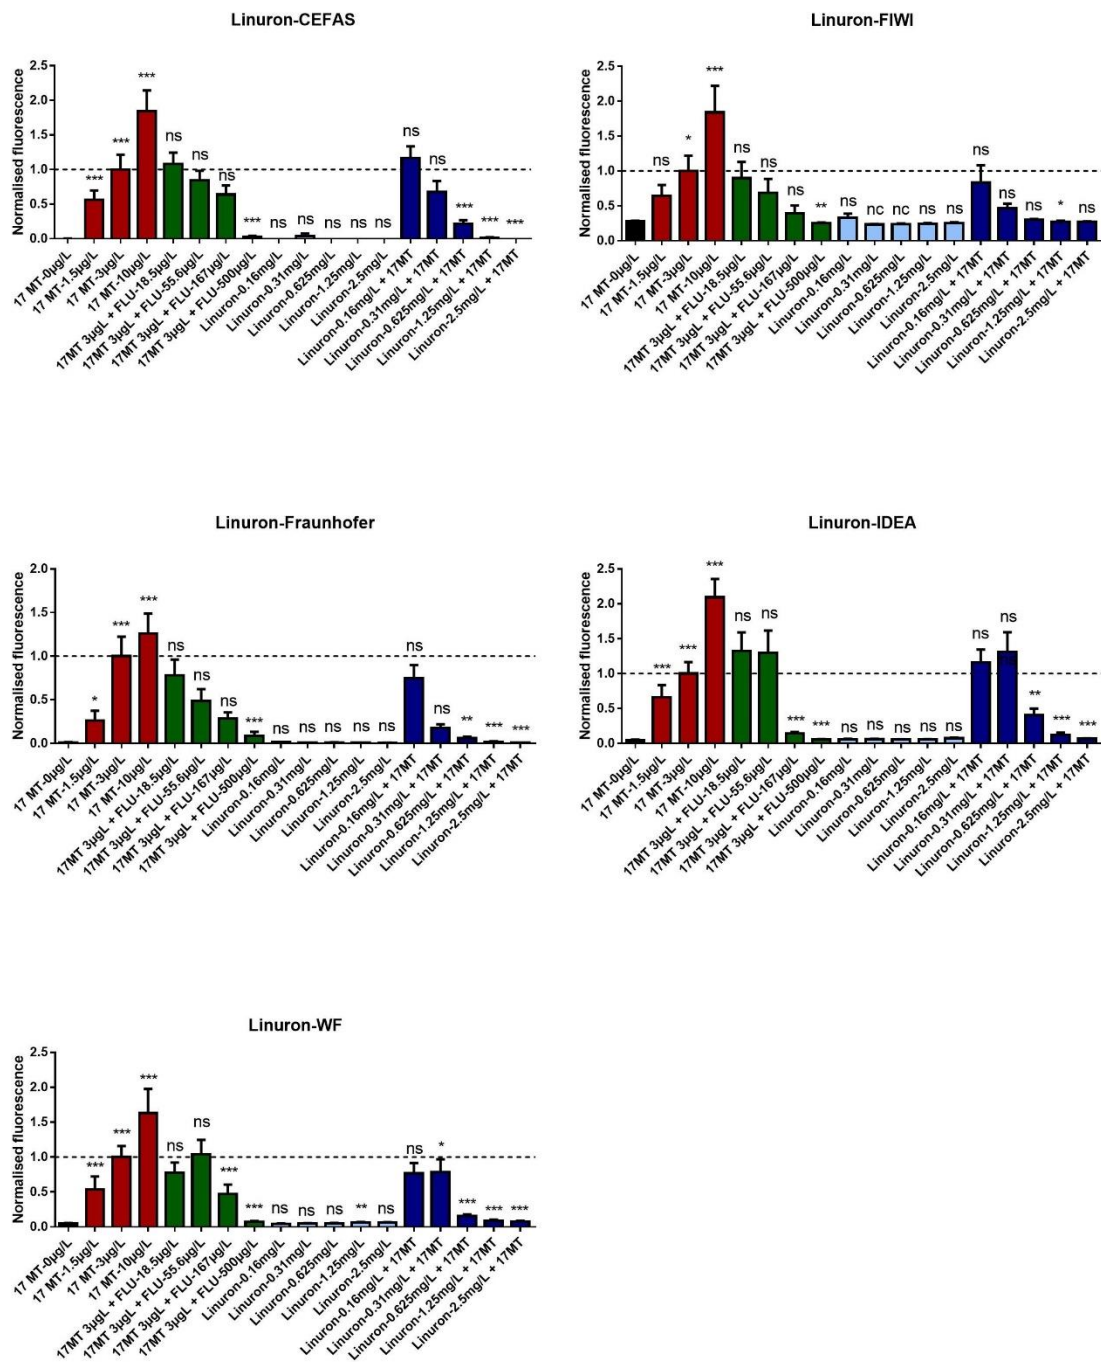 Linuron-CEFAS
Normalised fluorescence
2.5
2.0
1.5
1.0
0.5
0.0
***
***
***
ns
ns
ns
***
ns
ns
ns
ns
ns
ns
ns
***
***
***
17 MT-0µg/L
17 MT-1.5µg/L
17 MT-3µg/L
17 MT-10µg/L
17MT 3µgL + FLU-18.5µg/L
17MT 3µgL + FLU-55.6µg/L
17MT 3µgL + FLU-167µg/L
17MT 3µgL + FLU-500µg/L
Linuron-0.16mg/L
Linuron-0.31mg/L
Linuron-0.625mg/L
Linuron-1.25mg/L
Linuron-2.5mg/L
Linuron-0.16mg/L + 17MT
Linuron-0.31mg/L + 17MT
Linuron-0.625mg/L + 17MT
Linuron-1.25mg/L + 17MT
Linuron-2.5mg/L + 17MT
Linuron-FIWI
Normalised fluorescence
2.5
2.0
1.5
1.0
0.5
0.0
ns
*
***
ns
ns
ns
**
ns
nc
nc
ns
ns
ns
ns
ns
*
ns
17 MT-0µg/L
17 MT-1.5µg/L
17 MT-3µg/L
17 MT-10µg/L
17MT 3µgL + FLU-18.5µg/L
17MT 3µgL + FLU-55.6µg/L
17MT 3µgL + FLU-167µg/L
17MT 3µgL + FLU-500µg/L
Linuron-0.16mg/L
Linuron-0.31mg/L
Linuron-0.625mg/L
Linuron-1.25mg/L
Linuron-2.5mg/L
Linuron-0.16mg/L + 17MT
Linuron-0.31mg/L + 17MT
Linuron-0.625mg/L + 17MT
Linuron-1.25mg/L + 17MT
Linuron-2.5mg/L + 17MT
Linuron-Fraunhofer
Normalised fluorescence
2.0
1.5
1.0
0.5
0.0
*
***
***
ns
ns
ns
***
ns
ns
ns
ns
ns
ns
ns
**
***
***
17 MT-0µg/L
17 MT-1.5µg/L
17 MT-3µg/L
17 MT-10µg/L
17MT 3µgL + FLU-18.5µg/L
17MT 3µgL + FLU-55.6µg/L
17MT 3µgL + FLU-167µg/L
17MT 3µgL + FLU-500µg/L
Linuron-0.16mg/L
Linuron-0.31mg/L
Linuron-0.625mg/L
Linuron-1.25mg/L
Linuron-2.5mg/L
Linuron-0.16mg/L + 17MT
Linuron-0.31mg/L + 17MT
Linuron-0.625mg/L + 17MT
Linuron-1.25mg/L + 17MT
Linuron-2.5mg/L + 17MT
Linuron-IDEA
Normalised fluorescence
2.5
2.0
1.5
1.0
0.5
0.0
***
***
***
ns
ns
***
***
ns
ns
ns
ns
ns
ns
ns
ns
**
***
***
17 MT-0µg/L
17 MT-1.5µg/L
17 MT-3µg/L
17 MT-10µg/L
17MT 3µgL + FLU-18.5µg/L
17MT 3µgL + FLU-55.6µg/L
17MT 3µgL + FLU-167µg/L
17MT 3µgL + FLU-500µg/L
Linuron-0.16mg/L
Linuron-0.31mg/L
Linuron-0.625mg/L
Linuron-1.25mg/L
Linuron-2.5mg/L
Linuron-0.16mg/L + 17MT
Linuron-0.31mg/L + 17MT
Linuron-0.625mg/L + 17MT
Linuron-1.25mg/L + 17MT
Linuron-2.5mg/L + 17MT
Linuron-WF
Normalised fluorescence
2.5
2.0
1.5
1.0
0.5
0.0
***
***
***
ns
ns
***
***
ns
ns
ns
**
ns
ns
*
***
***
***
17 MT-0µg/L
17 MT-1.5µg/L
17 MT-3µg/L
17 MT-10µg/L
17MT 3µgL + FLU-18.5µg/L
17MT 3µgL + FLU-55.6µg/L
17MT 3µgL + FLU-167µg/L
17MT 3µgL + FLU-500µg/L
Linuron-0.16mg/L
Linuron-0.31mg/L
Linuron-0.625mg/L
Linuron-1.25mg/L
Linuron-2.5mg/L
Linuron-0.16mg/L + 17MT
Linuron-0.31mg/L + 17MT
Linuron-0.625mg/L + 17MT
Linuron-1.25mg/L + 17MT
Linuron-2.5mg/L + 17MT